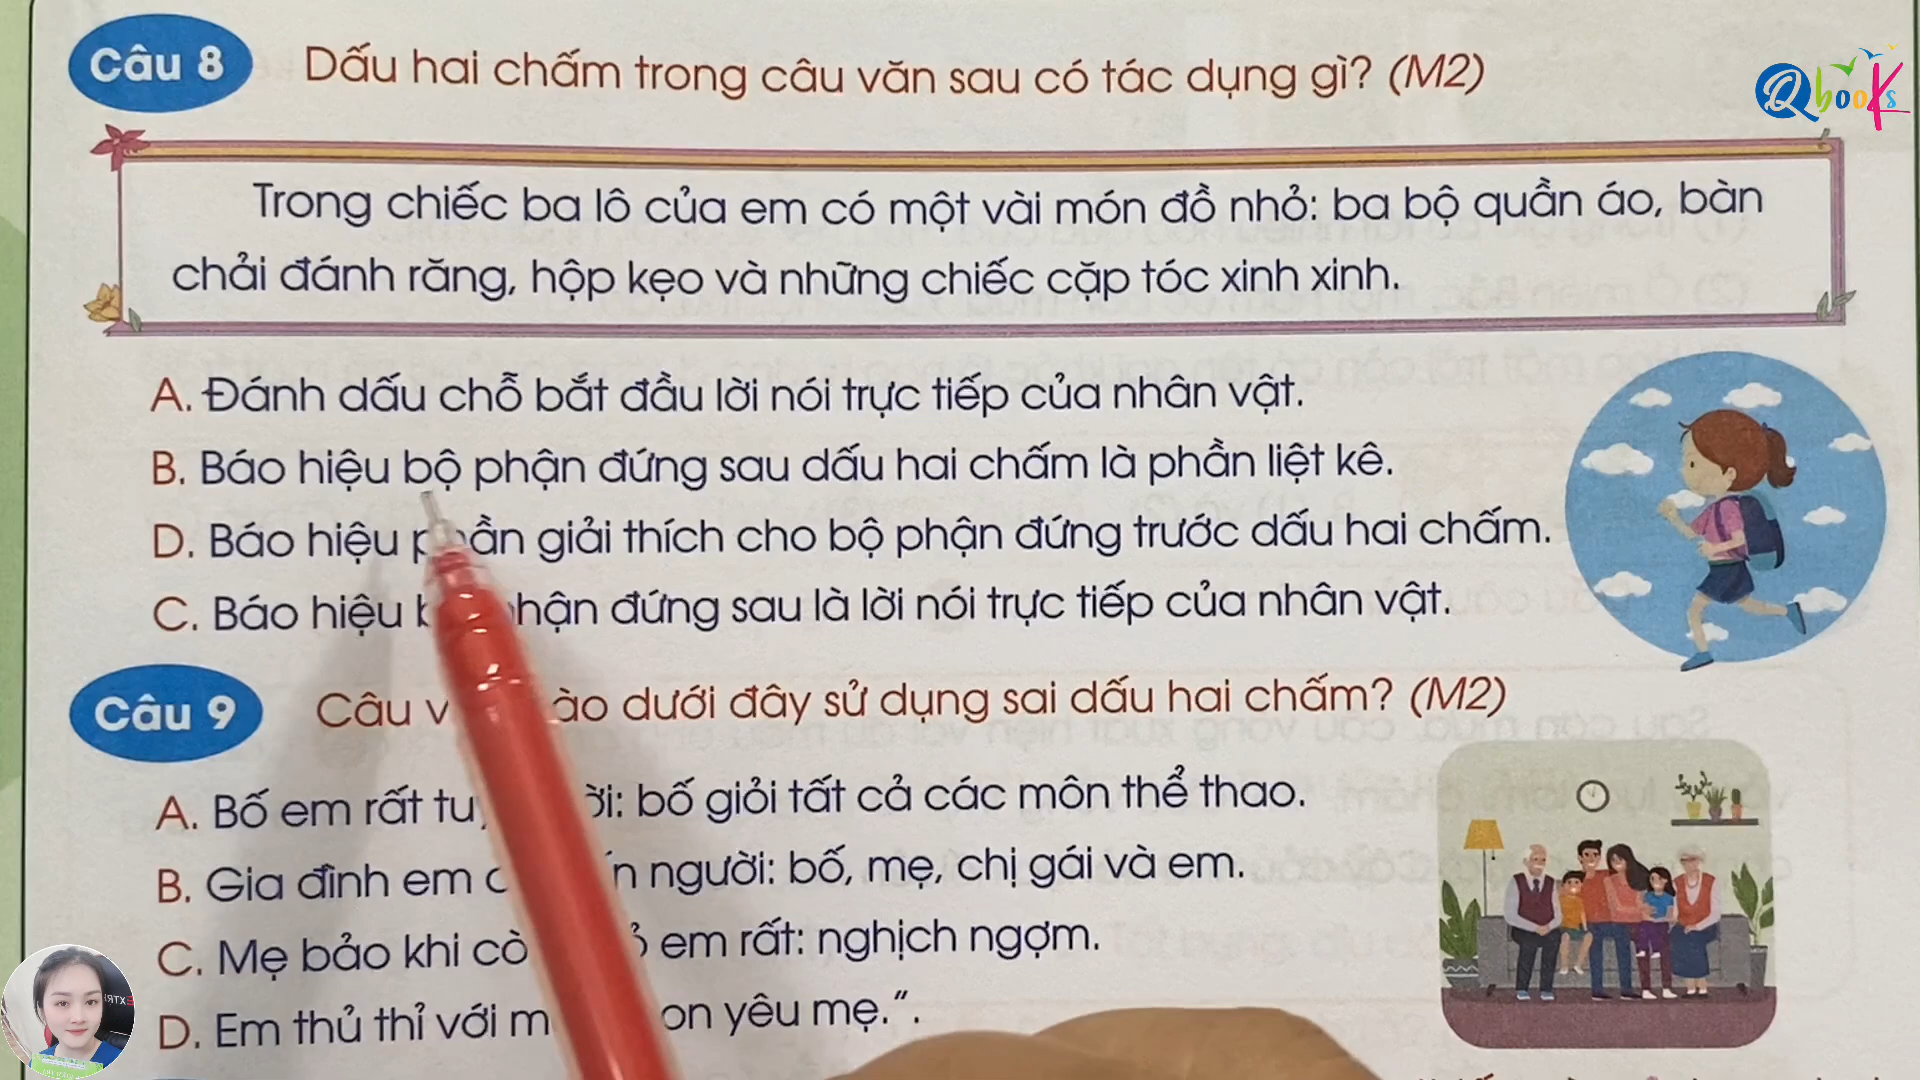 Câu 8 Dấu hai chấm trong câu văn sau có tác dụng gì? (M2)
Qbooks
Trong chiếc ba lô của em có một vài món đồ nhỏ: ba bộ quần áo, bàn
chải đánh răng, hộp kẹo và những chiếc cặp tóc xinh xinh.
A. Đánh dấu chỗ bắt đầu lời nói trực tiếp của nhân vật.
B. Báo hiệu bộ phận đứng sau dấu hai chấm là phần liệt kê.
D. Báo hiệu phần giải thích cho bộ phận đứng trước dấu hai chấm.
C. Báo hiệu phận đứng sau là lời nói trực tiếp của nhân vật.
Câu 9 Câu dưới đây sử dụng sai dấu hai chấm? (M2)
A. Bố em rất bố giỏi tất cả các môn thể thao.
B. Gia đình em người: bố, mẹ, chị gái và em.
C. Mẹ bảo khi em rất: nghịch ngợm.
D. Em thủ thỉ với yêu mẹ.”.